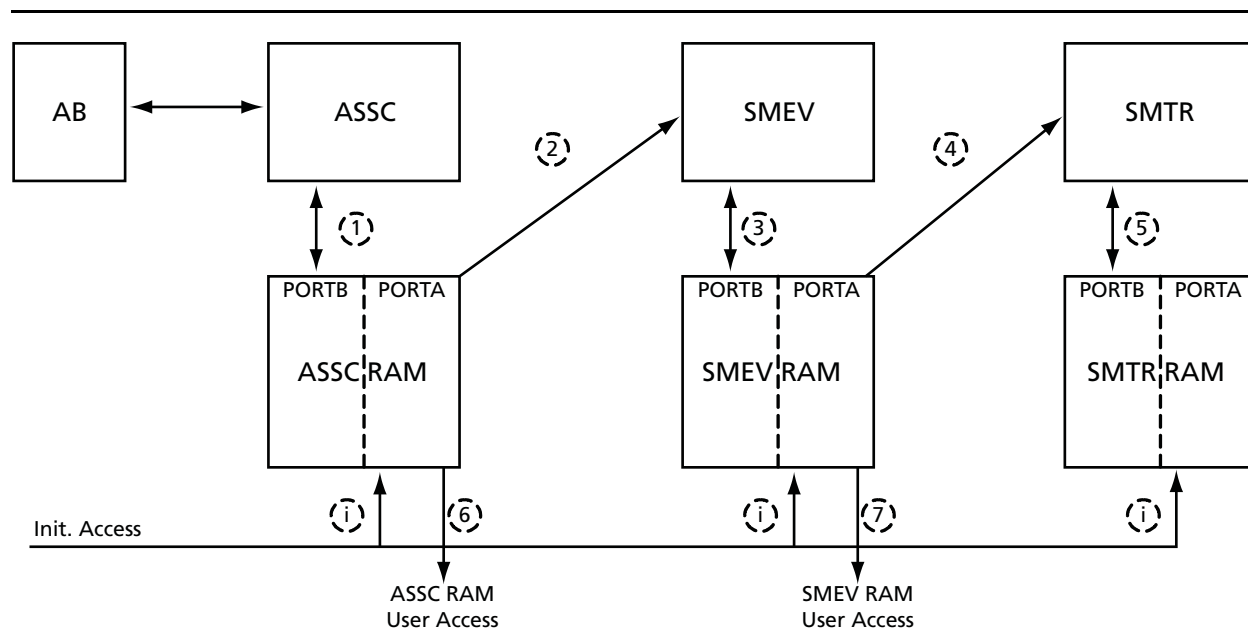 AB
ASSC
SMEV
SMTR
2
4
1
3
5
PORTB PORTA
PORTB PORTA
PORTB PORTA
ASSC RAM
SMEV RAM
SMTR RAM
i
6
i
7
i
Init. Access
ASSC RAM
User Access
SMEV RAM
User Access